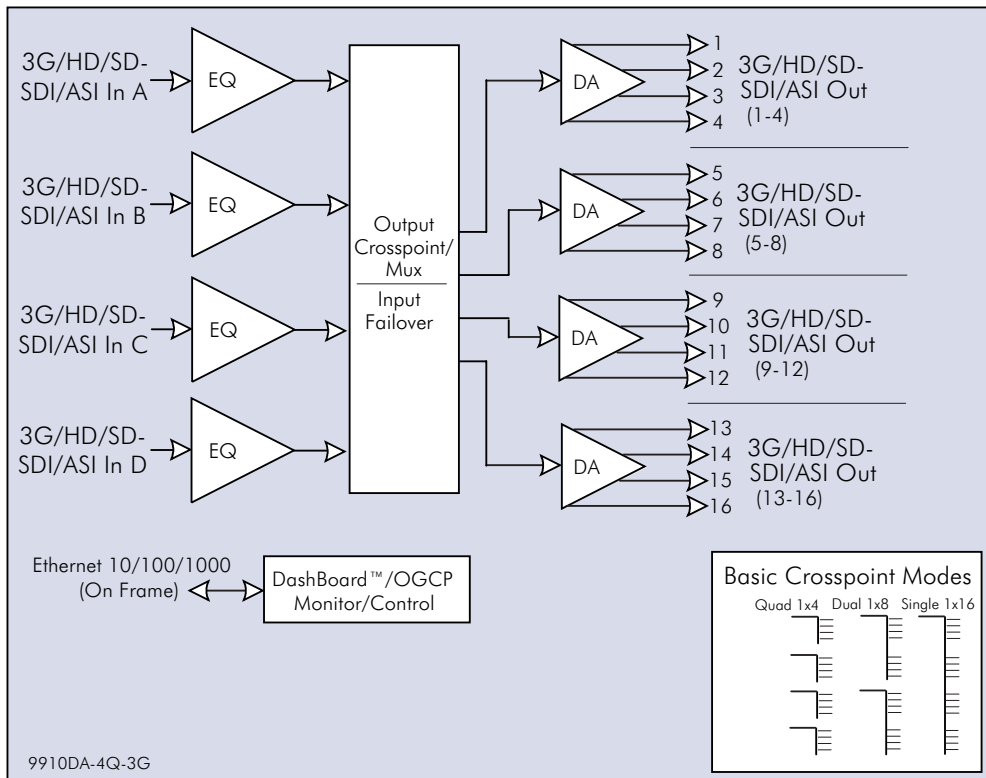 3G/HD/SD-
SDI/ASI In A
EQ
3G/HD/SD-
SDI/ASI In B
EQ
3G/HD/SD-
SDI/ASI In C
EQ
3G/HD/SD-
SDI/ASI In D
EQ
Output
Crosspoint/
Mux
Input
Failover
DA
1
2
3
4
3G/HD/SD-
SDI/ASI Out
(1-4)
DA
5
6
7
8
3G/HD/SD-
SDI/ASI Out
(5-8)
DA
9
10
11
12
3G/HD/SD-
SDI/ASI Out
(9-12)
DA
13
14
15
16
3G/HD/SD-
SDI/ASI Out
(13-16)
Ethernet 10/100/1000
(On Frame)
DashBoard™/OGCP
Monitor/Control
Basic Crosspoint Modes
Quad 1x4 Dual 1x8 Single 1x16
9910DA-4Q-3G